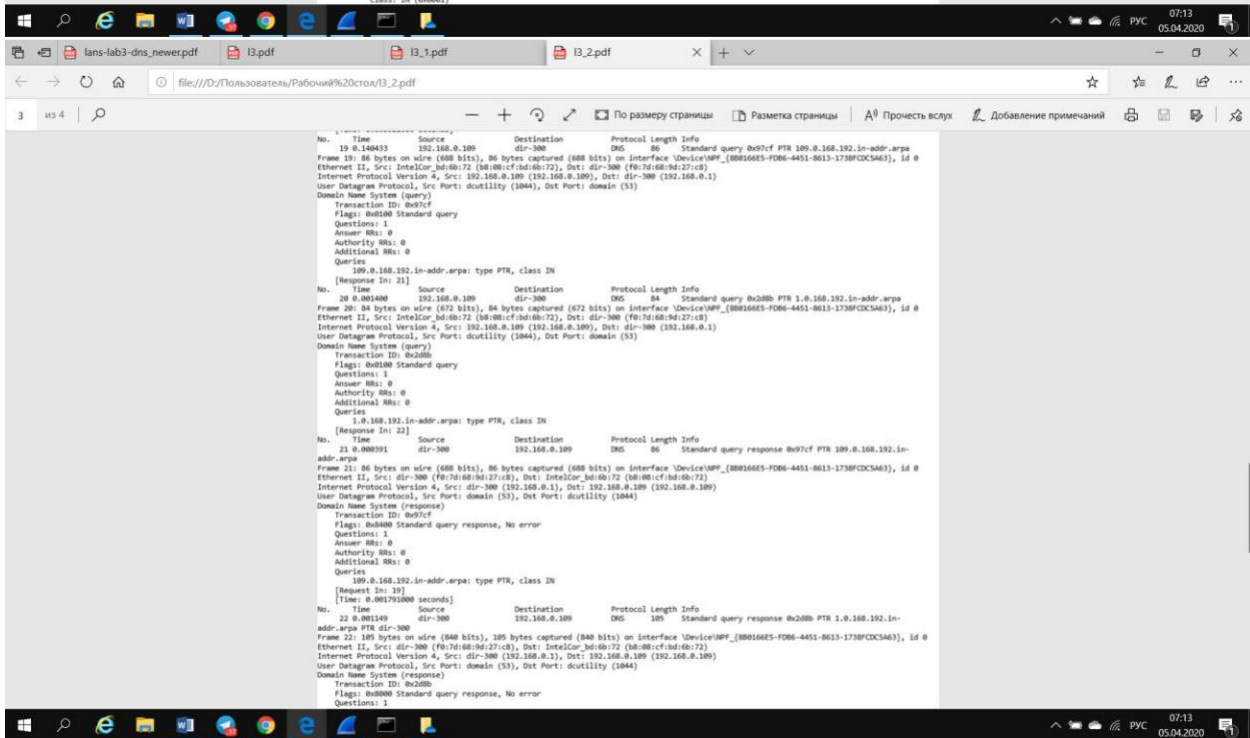 Class: IN (0x0001)
РУС
07:13
05.04.2020
lans-lab3-dns_newer.pdf
l3.pdf
l3_1.pdf
l3_2.pdf
file:///D:/Пользователь/Рабочий%20стол/l3_2.pdf
3 из 4
По размеру страницы
Разметка страницы
Прочесть вслух
Добавление примечаний
No. Time Source Destination Protocol Length Info
19 0.140433 192.168.0.109 dir-300 DNS 86 Standard query 0x97cf PTR 109.0.168.192.in-addr.arpa
Frame 19: 86 bytes on wire (688 bits), 86 bytes captured (688 bits) on interface \Device\NPF_{8B0166E5-FDB6-4451-8613-1738FCDC5A63}, id 0
Ethernet II, Src: IntelCor_bd:6b:72 (b8:08:cf:bd:6b:72), Dst: dir-300 (f0:7d:68:9d:27:c8)
Internet Protocol Version 4, Src: 192.168.0.109 (192.168.0.109), Dst: dir-300 (192.168.0.1)
User Datagram Protocol, Src Port: dcutility (1044), Dst Port: domain (53)
Domain Name System (query)
Transaction ID: 0x97cf
Flags: 0x0100 Standard query
Questions: 1
Answer RRs: 0
Authority RRs: 0
Additional RRs: 0
Queries
109.0.168.192.in-addr.arpa: type PTR, class IN
[Response In: 21]
No. Time Source Destination Protocol Length Info
20 0.001400 192.168.0.109 dir-300 DNS 84 Standard query 0x2d8b PTR 1.0.168.192.in-addr.arpa
Frame 20: 84 bytes on wire (672 bits), 84 bytes captured (672 bits) on interface \Device\NPF_{8B0166E5-FDB6-4451-8613-1738FCDC5A63}, id 0
Ethernet II, Src: IntelCor_bd:6b:72 (b8:08:cf:bd:6b:72), Dst: dir-300 (f0:7d:68:9d:27:c8)
Internet Protocol Version 4, Src: 192.168.0.109 (192.168.0.109), Dst: dir-300 (192.168.0.1)
User Datagram Protocol, Src Port: dcutility (1044), Dst Port: domain (53)
Domain Name System (query)
Transaction ID: 0x2d8b
Flags: 0x0100 Standard query
Questions: 1
Answer RRs: 0
Authority RRs: 0
Additional RRs: 0
Queries
1.0.168.192.in-addr.arpa: type PTR, class IN
[Response In: 22]
No. Time Source Destination Protocol Length Info
21 0.000391 dir-300 192.168.0.109 DNS 86 Standard query response 0x97cf PTR 109.0.168.192.in-
addr.arpa
Frame 21: 86 bytes on wire (688 bits), 86 bytes captured (688 bits) on interface \Device\NPF_{8B0166E5-FDB6-4451-8613-1738FCDC5A63}, id 0
Ethernet II, Src: dir-300 (f0:7d:68:9d:27:c8), Dst: IntelCor_bd:6b:72 (b8:08:cf:bd:6b:72)
Internet Protocol Version 4, Src: dir-300 (192.168.0.1), Dst: 192.168.0.109 (192.168.0.109)
User Datagram Protocol, Src Port: domain (53), Dst Port: dcutility (1044)
Domain Name System (response)
Transaction ID: 0x97cf
Flags: 0x8400 Standard query response, No error
Questions: 1
Answer RRs: 0
Authority RRs: 0
Additional RRs: 0
Queries
109.0.168.192.in-addr.arpa: type PTR, class IN
[Request In: 19]
[Time: 0.001791000 seconds]
No. Time Source Destination Protocol Length Info
22 0.001149 dir-300 192.168.0.109 DNS 105 Standard query response 0x2d8b PTR 1.0.168.192.in-
addr.arpa PTR dir-300
Frame 22: 105 bytes on wire (840 bits), 105 bytes captured (840 bits) on interface \Device\NPF_{8B0166E5-FDB6-4451-8613-1738FCDC5A63}, id 0
Ethernet II, Src: dir-300 (f0:7d:68:9d:27:c8), Dst: IntelCor_bd:6b:72 (b8:08:cf:bd:6b:72)
Internet Protocol Version 4, Src: dir-300 (192.168.0.1), Dst: 192.168.0.109 (192.168.0.109)
User Datagram Protocol, Src Port: domain (53), Dst Port: dcutility (1044)
Domain Name System (response)
Transaction ID: 0x2d8b
Flags: 0x8000 Standard query response, No error
Questions: 1
РУС
07:13
05.04.2020